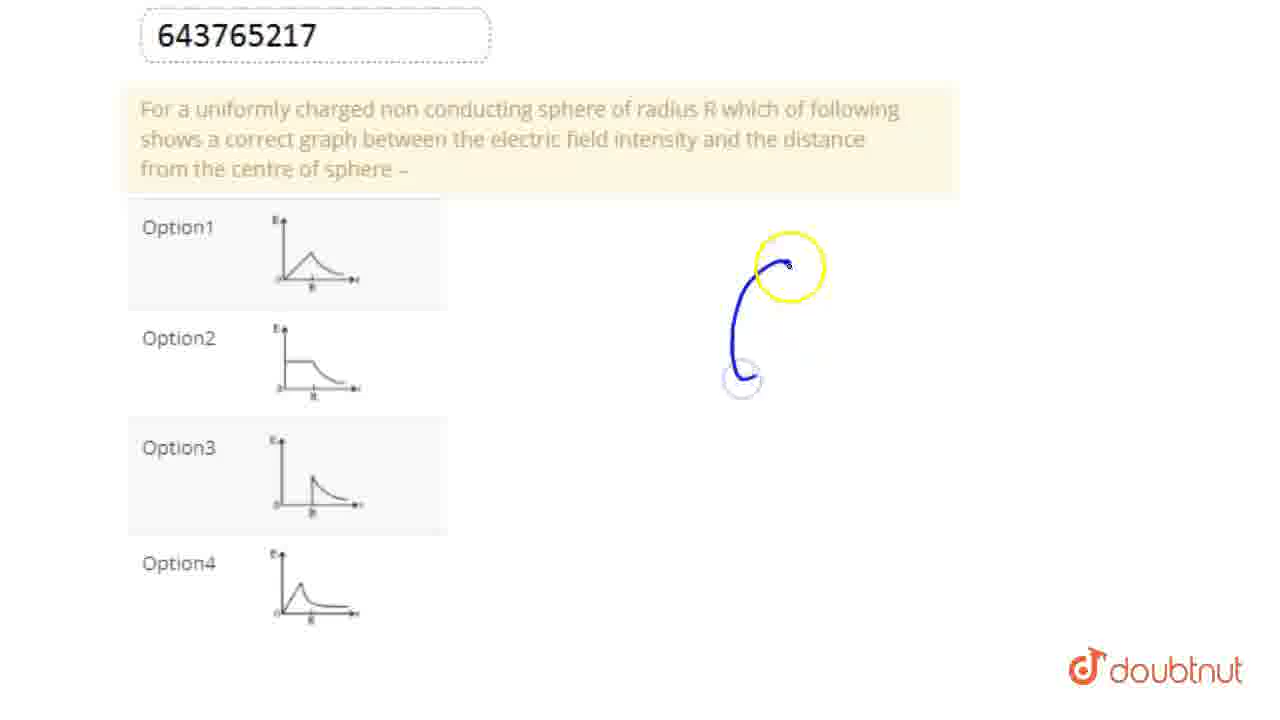 643765217
For a uniformly charged non conducting sphere of radius R which of following
shows a correct graph between the electric field intensity and the distance
from the centre of sphere –
Option1
E
O
R
r
Option2
E
O
R
r
Option3
E
O
R
r
Option4
E
O
R
r
doubtnut